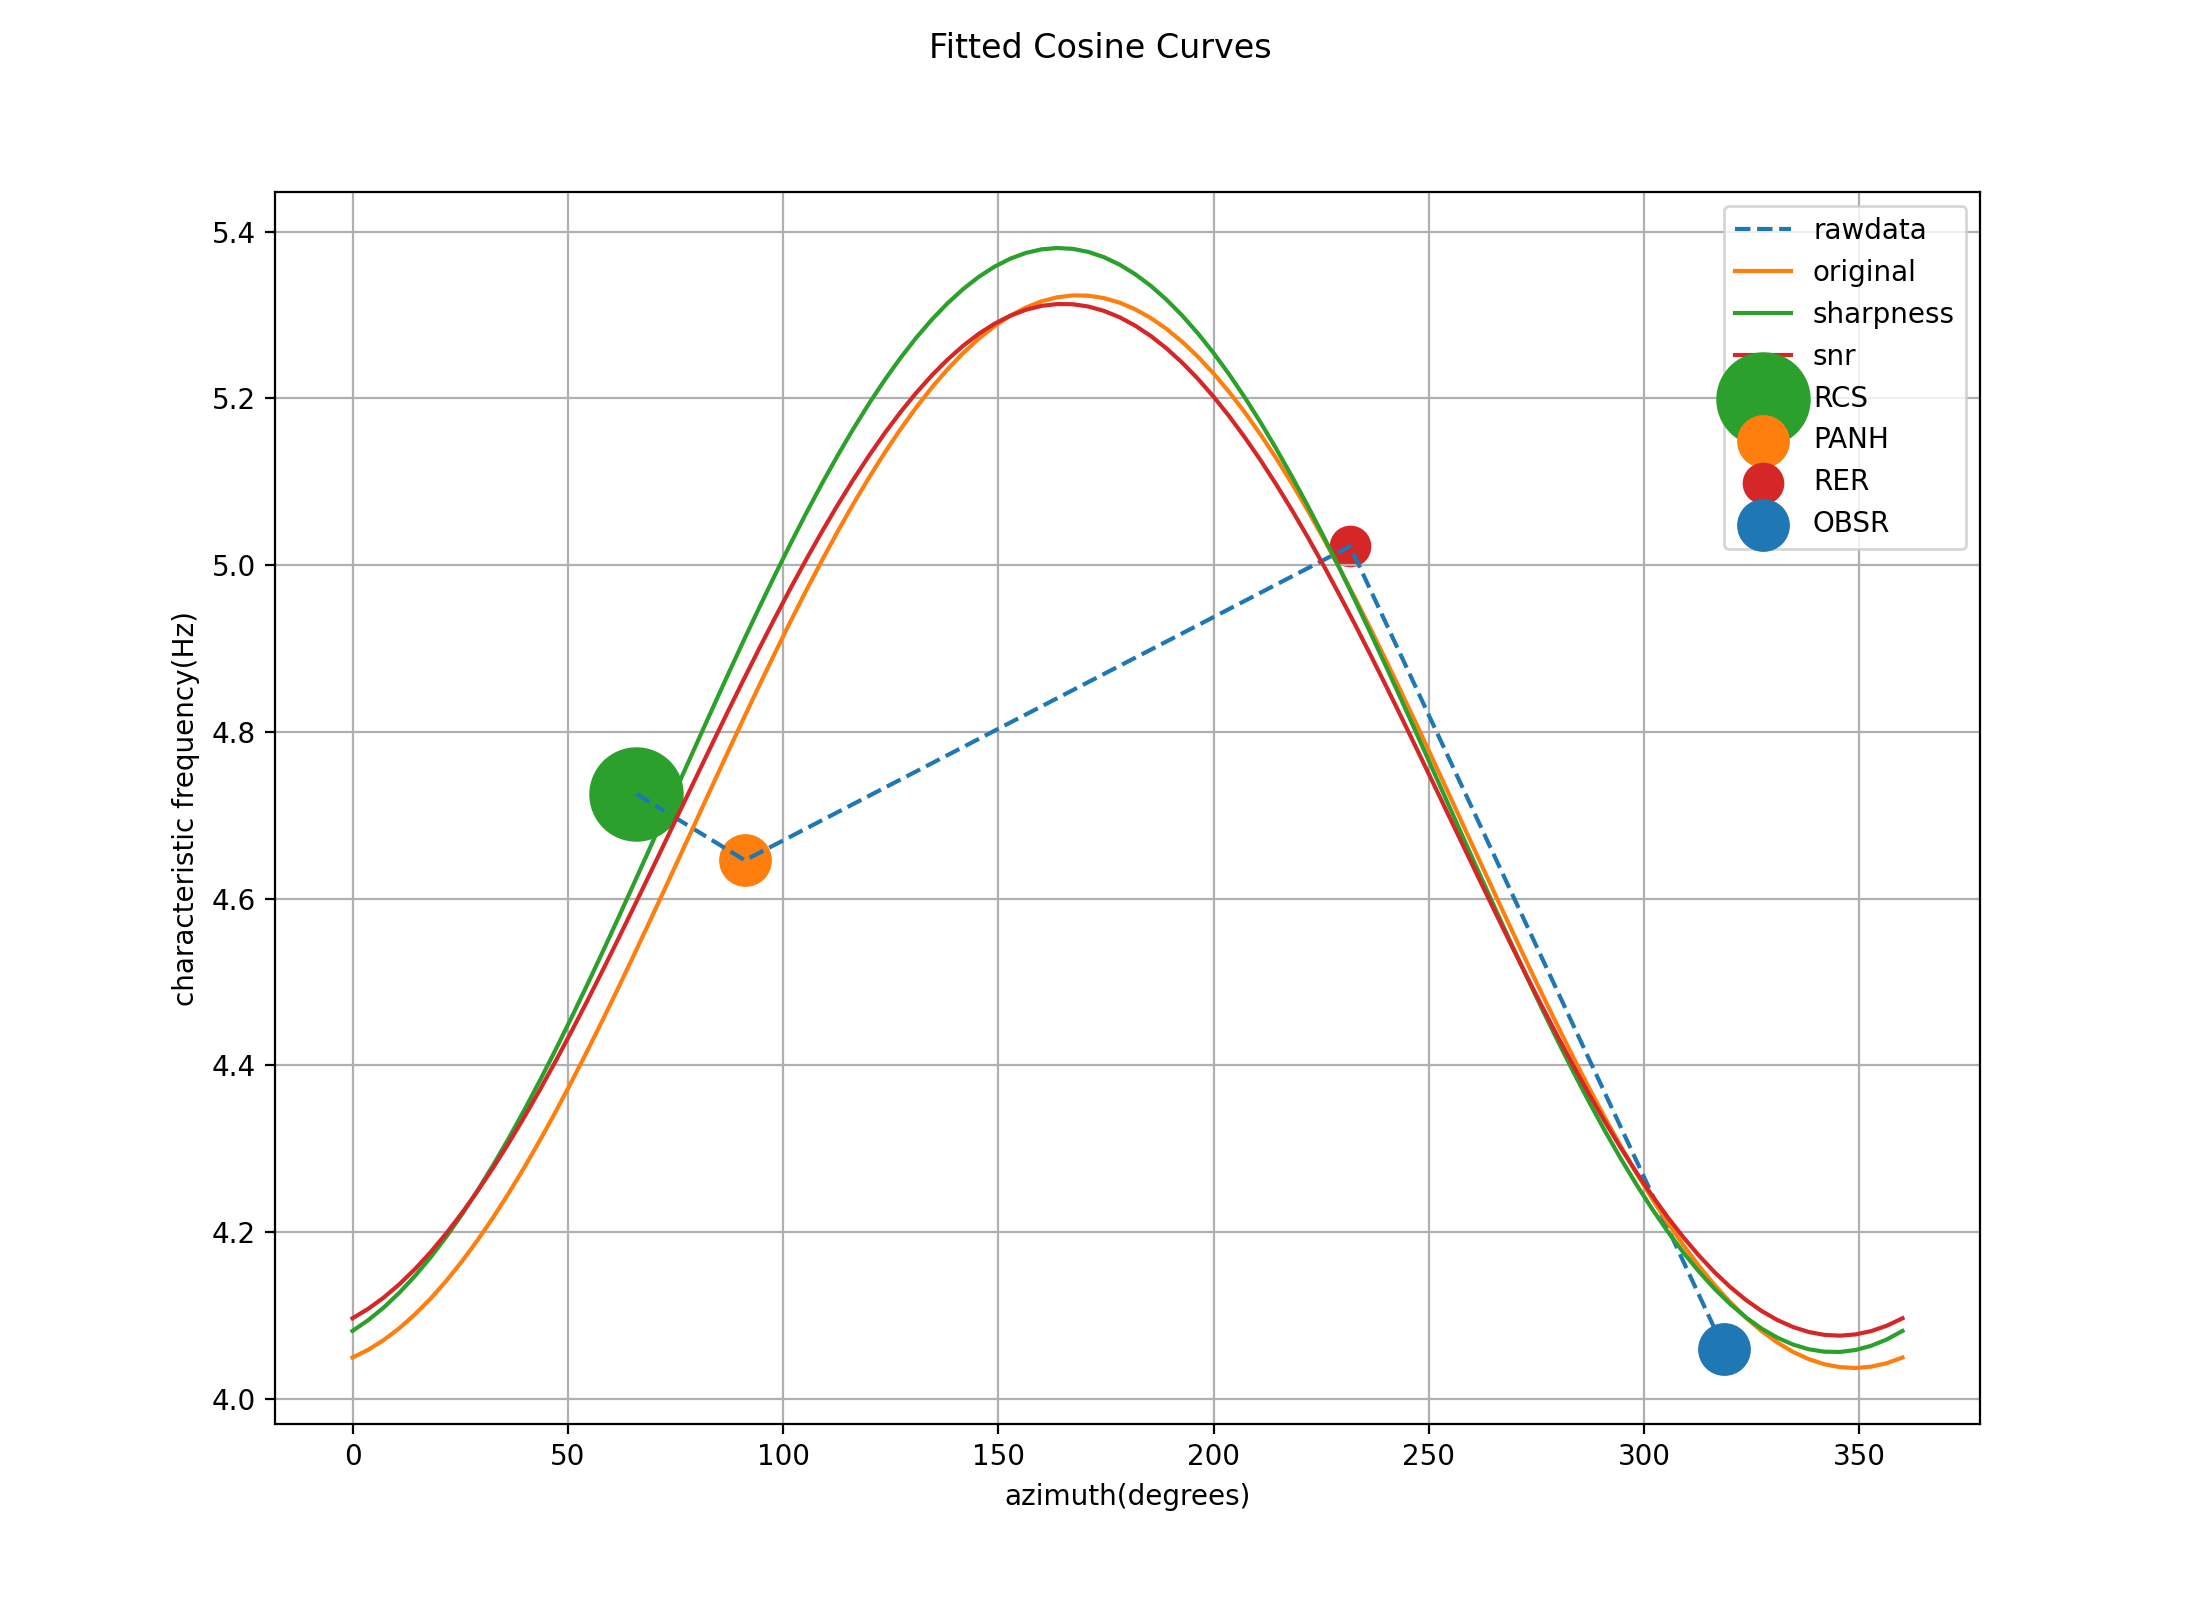 Fitted Cosine Curves
5.4
5.2
5.0
4.8
4.6
4.4
4.2
4.0
characteristic frequency(Hz)
0 50 100 150 200 250 300 350
azimuth(degrees)
rawdata
original
sharpness
snr
RCS
PANH
RER
OBSR